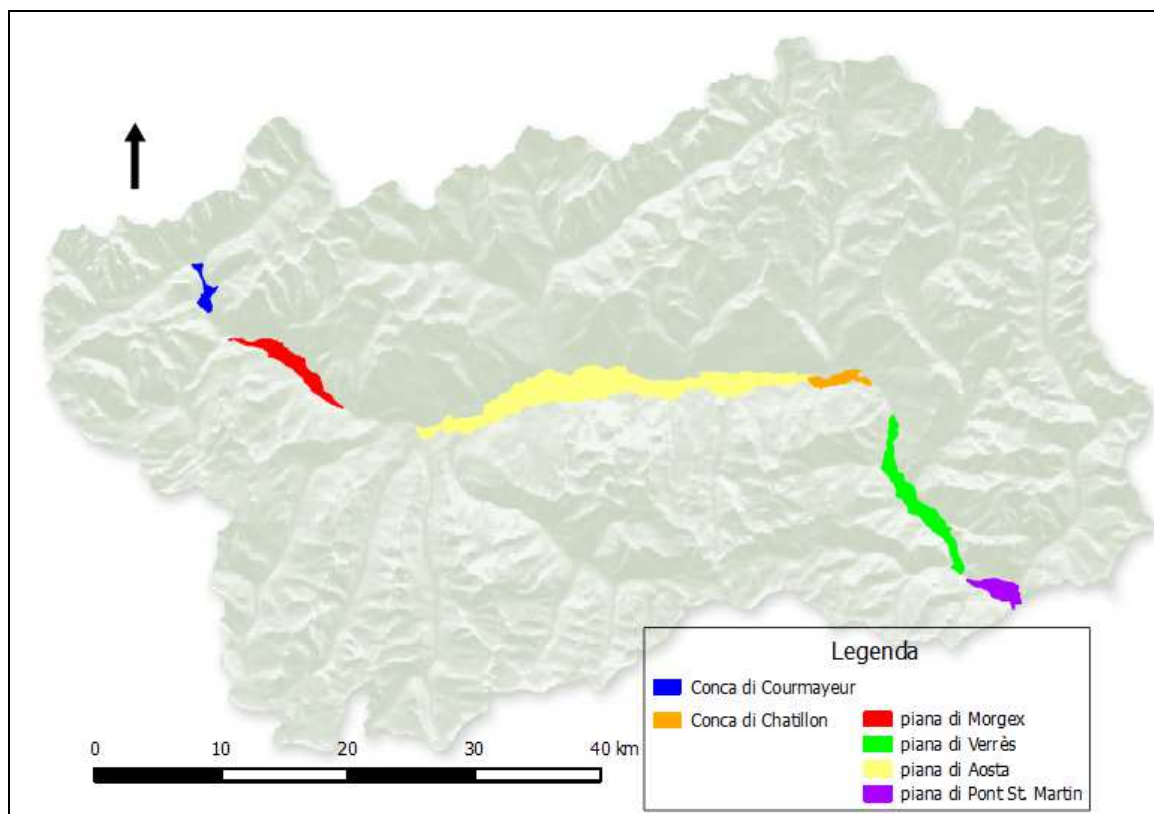 Legenda
Conca di Courmayeur
Conca di Chatillon
piana di Morgex
piana di Verrès
piana di Aosta
piana di Pont St. Martin
0 10 20 30 40 km